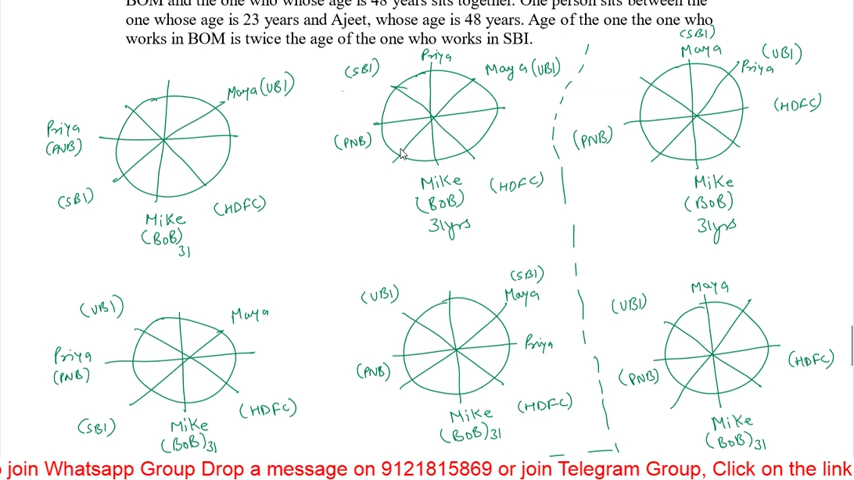 BOM and the one who whose age is 48 years sits together. One person sits between the
one whose age is 23 years and Ajeet, whose age is 48 years. Age of the one the one who
works in BOM is twice the age of the one who works in SBI.
Maya (UBI)
Priya
(PNB)
(SBI)
Mike
(BoB)
31
(HDFC)
Priya
(SBI)
Maya (UBI)
(PNB)
Mike
(BoB)
31yrs
(HDFC)
(SBI)
Maya
(UBI)
Priya
(HDFC)
(PNB)
Mike
(BoB)
31yrs
(UBI)
Maya
Priya
(PNB)
(SBI)
Mike
(BoB) 31
(HDFC)
(UBI)
(SBI)
Maya
Priya
(PNB)
Mike
(BoB) 31
(HDFC)
Maya
(UBI)
(HDFC)
(PNB)
Mike
(BoB) 31
join Whatsapp Group Drop a message on 9121815869 or join Telegram Group, Click on the link